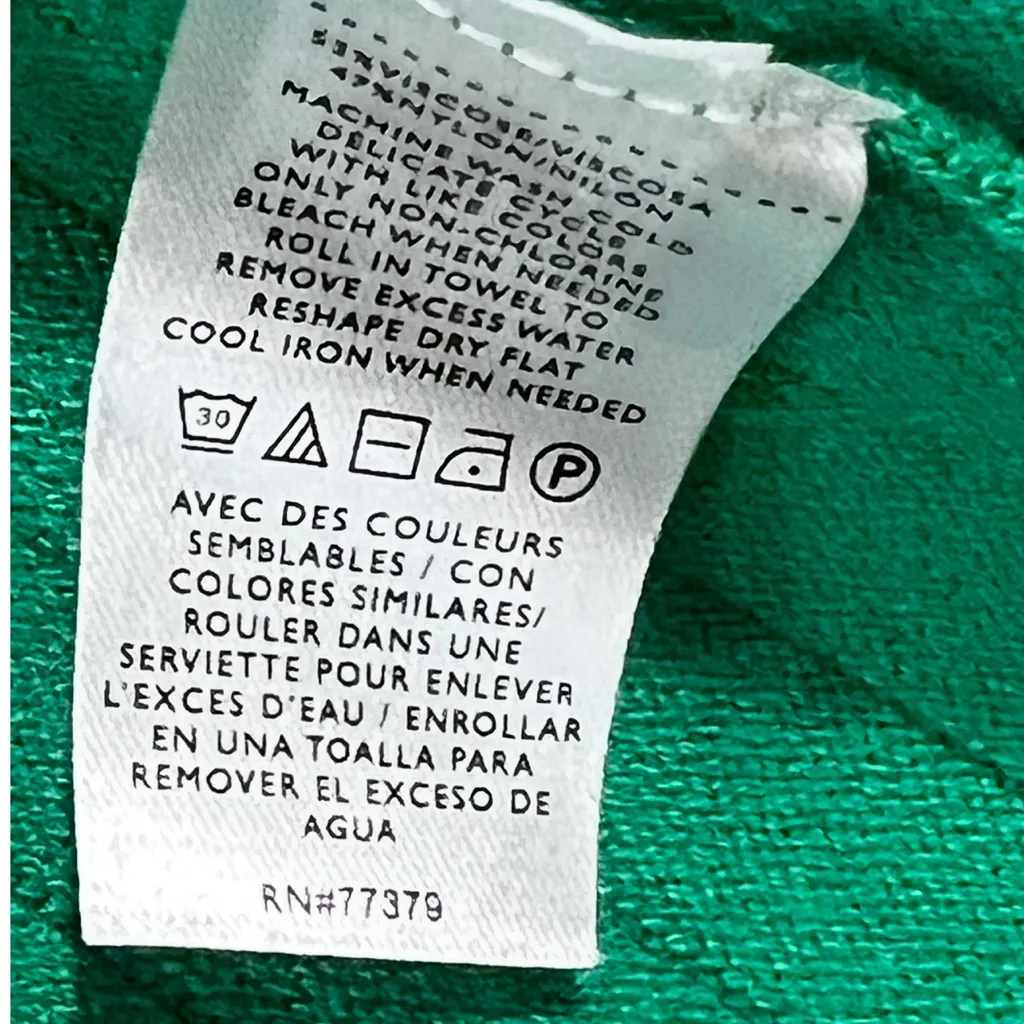 VISCOSE/VISCOSA
NYLON/NILON
MACHINE WASH COLD
DELICATE CYCLE
WITH LIKE COLORS
ONLY NON-CHLORINE
BLEACH WHEN NEEDED
ROLL IN TOWEL TO
REMOVE EXCESS WATER
RESHAPE DRY FLAT
COOL IRON WHEN NEEDED
30 P
AVEC DES COULEURS
SEMBLABLES / CON
COLORES SIMILARES/
ROULER DANS UNE
SERVIETTE POUR ENLEVER
L'EXCES D'EAU / ENROLLAR
EN UNA TOALLA PARA
REMOVER EL EXCESO DE
AGUA
RN#77379